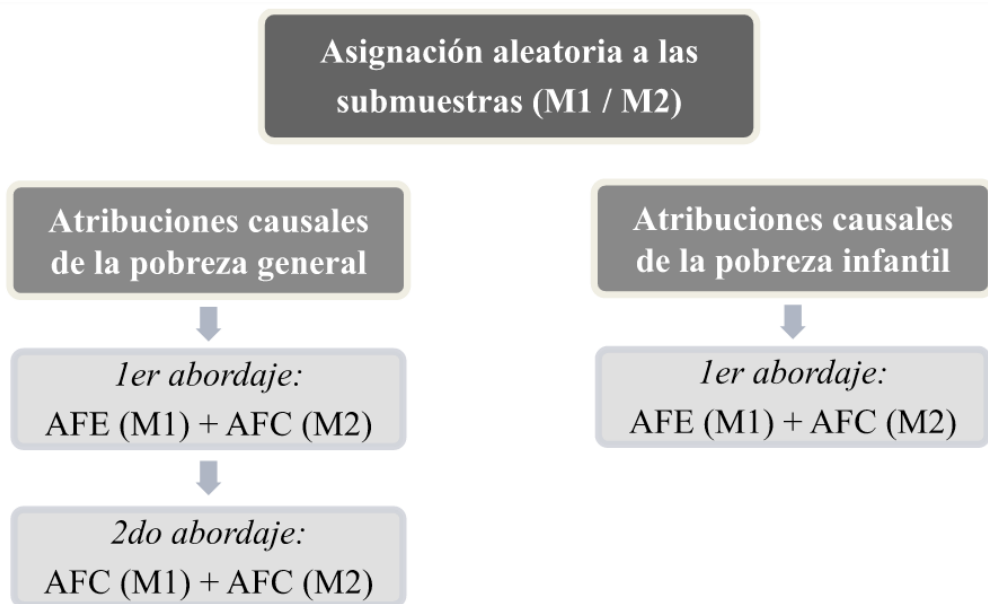 Asignación aleatoria a las
submuestras (M1 / M2)
Atribuciones causales
de la pobreza general
1er abordaje:
AFE (M1) + AFC (M2)
2do abordaje:
AFC (M1) + AFC (M2)
Atribuciones causales
de la pobreza infantil
1er abordaje:
AFE (M1) + AFC (M2)